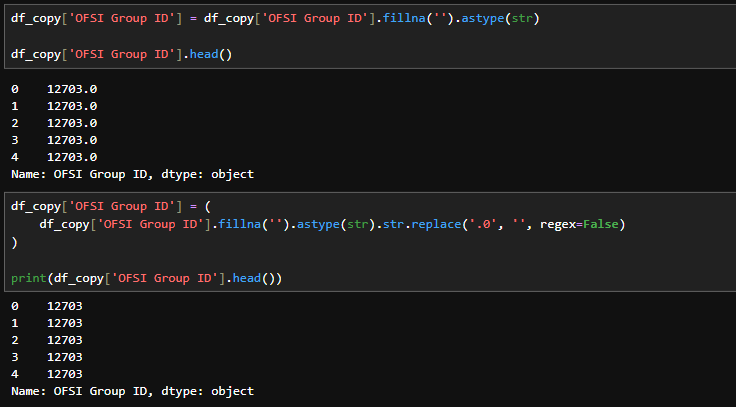 df_copy['OFSI Group ID'] = df_copy['OFSI Group ID'].fillna('').astype(str)
df_copy['OFSI Group ID'].head()
0    12703.0
1    12703.0
2    12703.0
3    12703.0
4    12703.0
Name: OFSI Group ID, dtype: object
df_copy['OFSI Group ID'] = (
    df_copy['OFSI Group ID'].fillna('').astype(str).str.replace('.0', '', regex=False)
)
print(df_copy['OFSI Group ID'].head())
0    12703
1    12703
2    12703
3    12703
4    12703
Name: OFSI Group ID, dtype: object